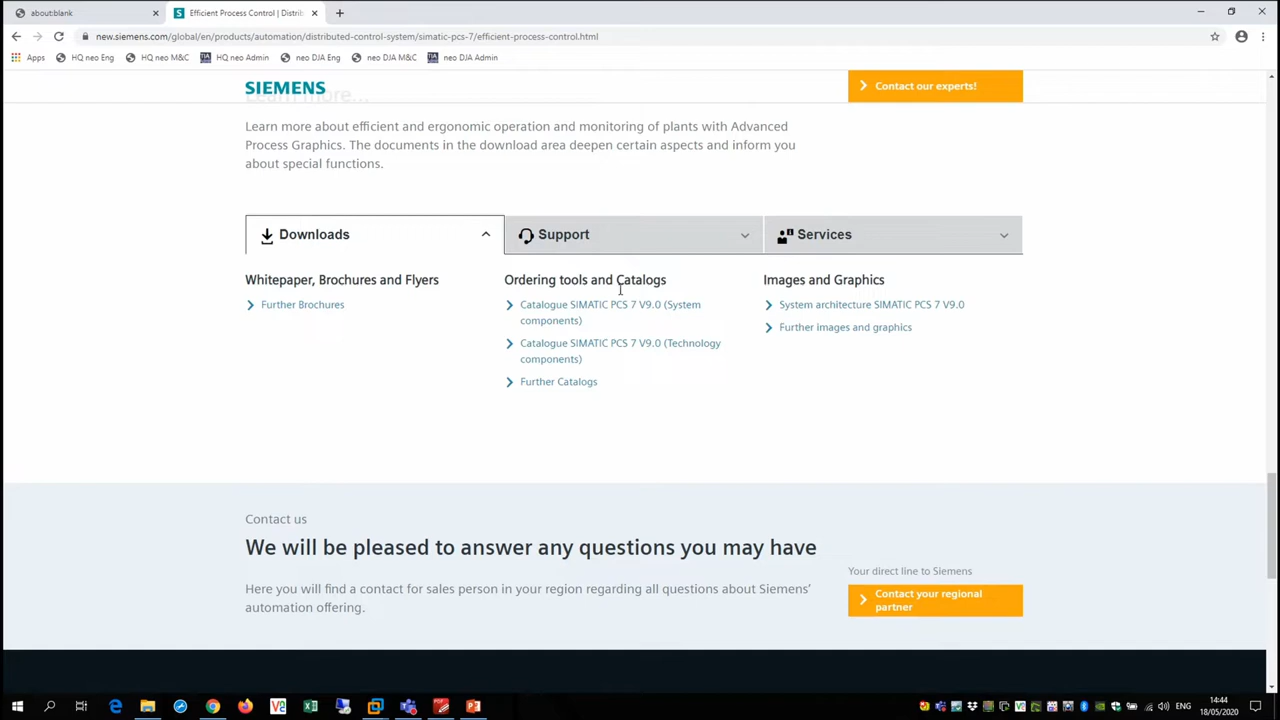 about:blank
Efficient Process Control | Distrib
new.siemens.com/global/en/products/automation/distributed-control-system/simatic-pcs-7/efficient-process-control.html
Apps HQ neo Eng HQ neo M&C HQ neo Admin neo DJA Eng neo DJA M&C neo DJA Admin
SIEMENS
Contact our experts!
Learn more...
Learn more about efficient and ergonomic operation and monitoring of plants with Advanced
Process Graphics. The documents in the download area deepen certain aspects and inform you
about special functions.
Downloads Support Services
Whitepaper, Brochures and Flyers
Further Brochures
Ordering tools and Catalogs
Catalogue SIMATIC PCS 7 V9.0 (System
components)
Catalogue SIMATIC PCS 7 V9.0 (Technology
components)
Further Catalogs
Images and Graphics
System architecture SIMATIC PCS 7 V9.0
Further Images and graphics
Contact us
We will be pleased to answer any questions you may have
Here you will find a contact for sales person in your region regarding all questions about Siemens'
automation offering.
Your direct line to Siemens
Contact your regional
partner
ENG
14:44
18/05/2020